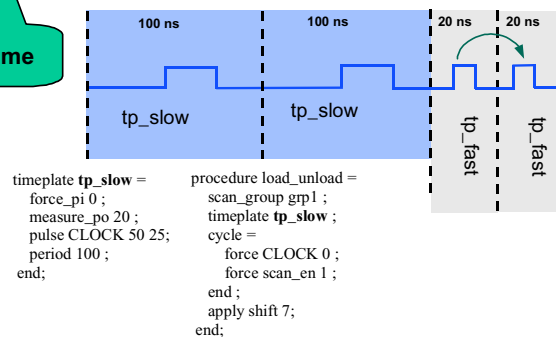 100 ns
100 ns
20 ns
20 ns
me
tp_slow
tp_slow
tp_fast
tp_fast
timeplate tp_slow =
force_pi 0 ;
measure_po 20 ;
pulse CLOCK 50 25;
period 100 ;
end;
procedure load_unload =
scan_group grp1 ;
timeplate tp_slow ;
cycle =
force CLOCK 0 ;
force scan_en 1 ;
end ;
apply shift 7;
end;